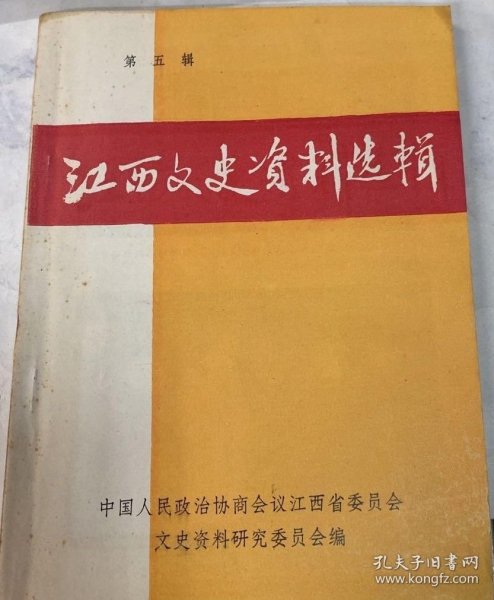 第五辑
江西文史资料选辑
中国人民政治协商会议江西省委员会
文史资料研究委员会编
孔夫子旧书网
www.kongfz.com